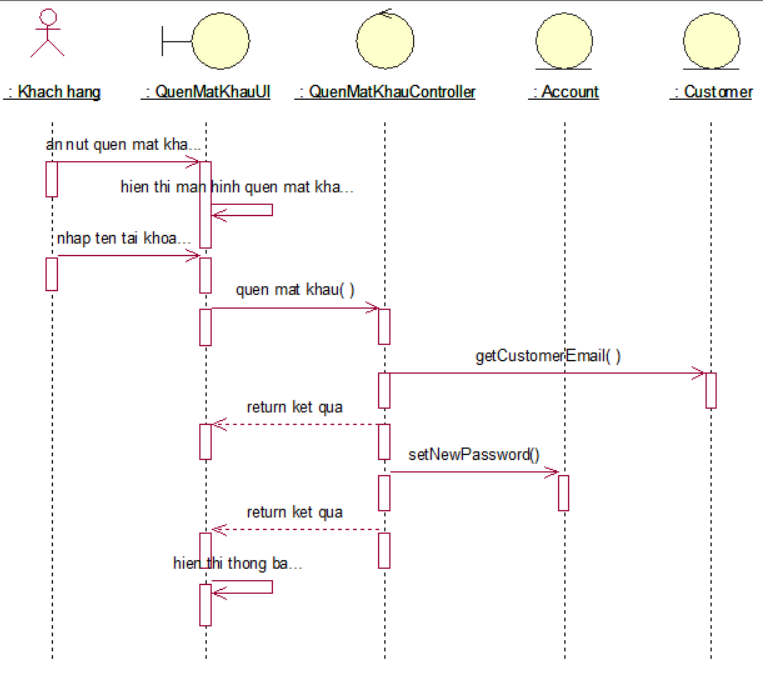 : Khach hang
: QuenMatKhauUI
: QuenMatKhauController
: Account
: Customer
an nut quen mat kha...
hien thi man hinh quen mat kha...
nhap ten tai khoa...
quen mat khau( )
getCustomerEmail( )
return ket qua
setNewPassword()
return ket qua
hien thi thong ba...